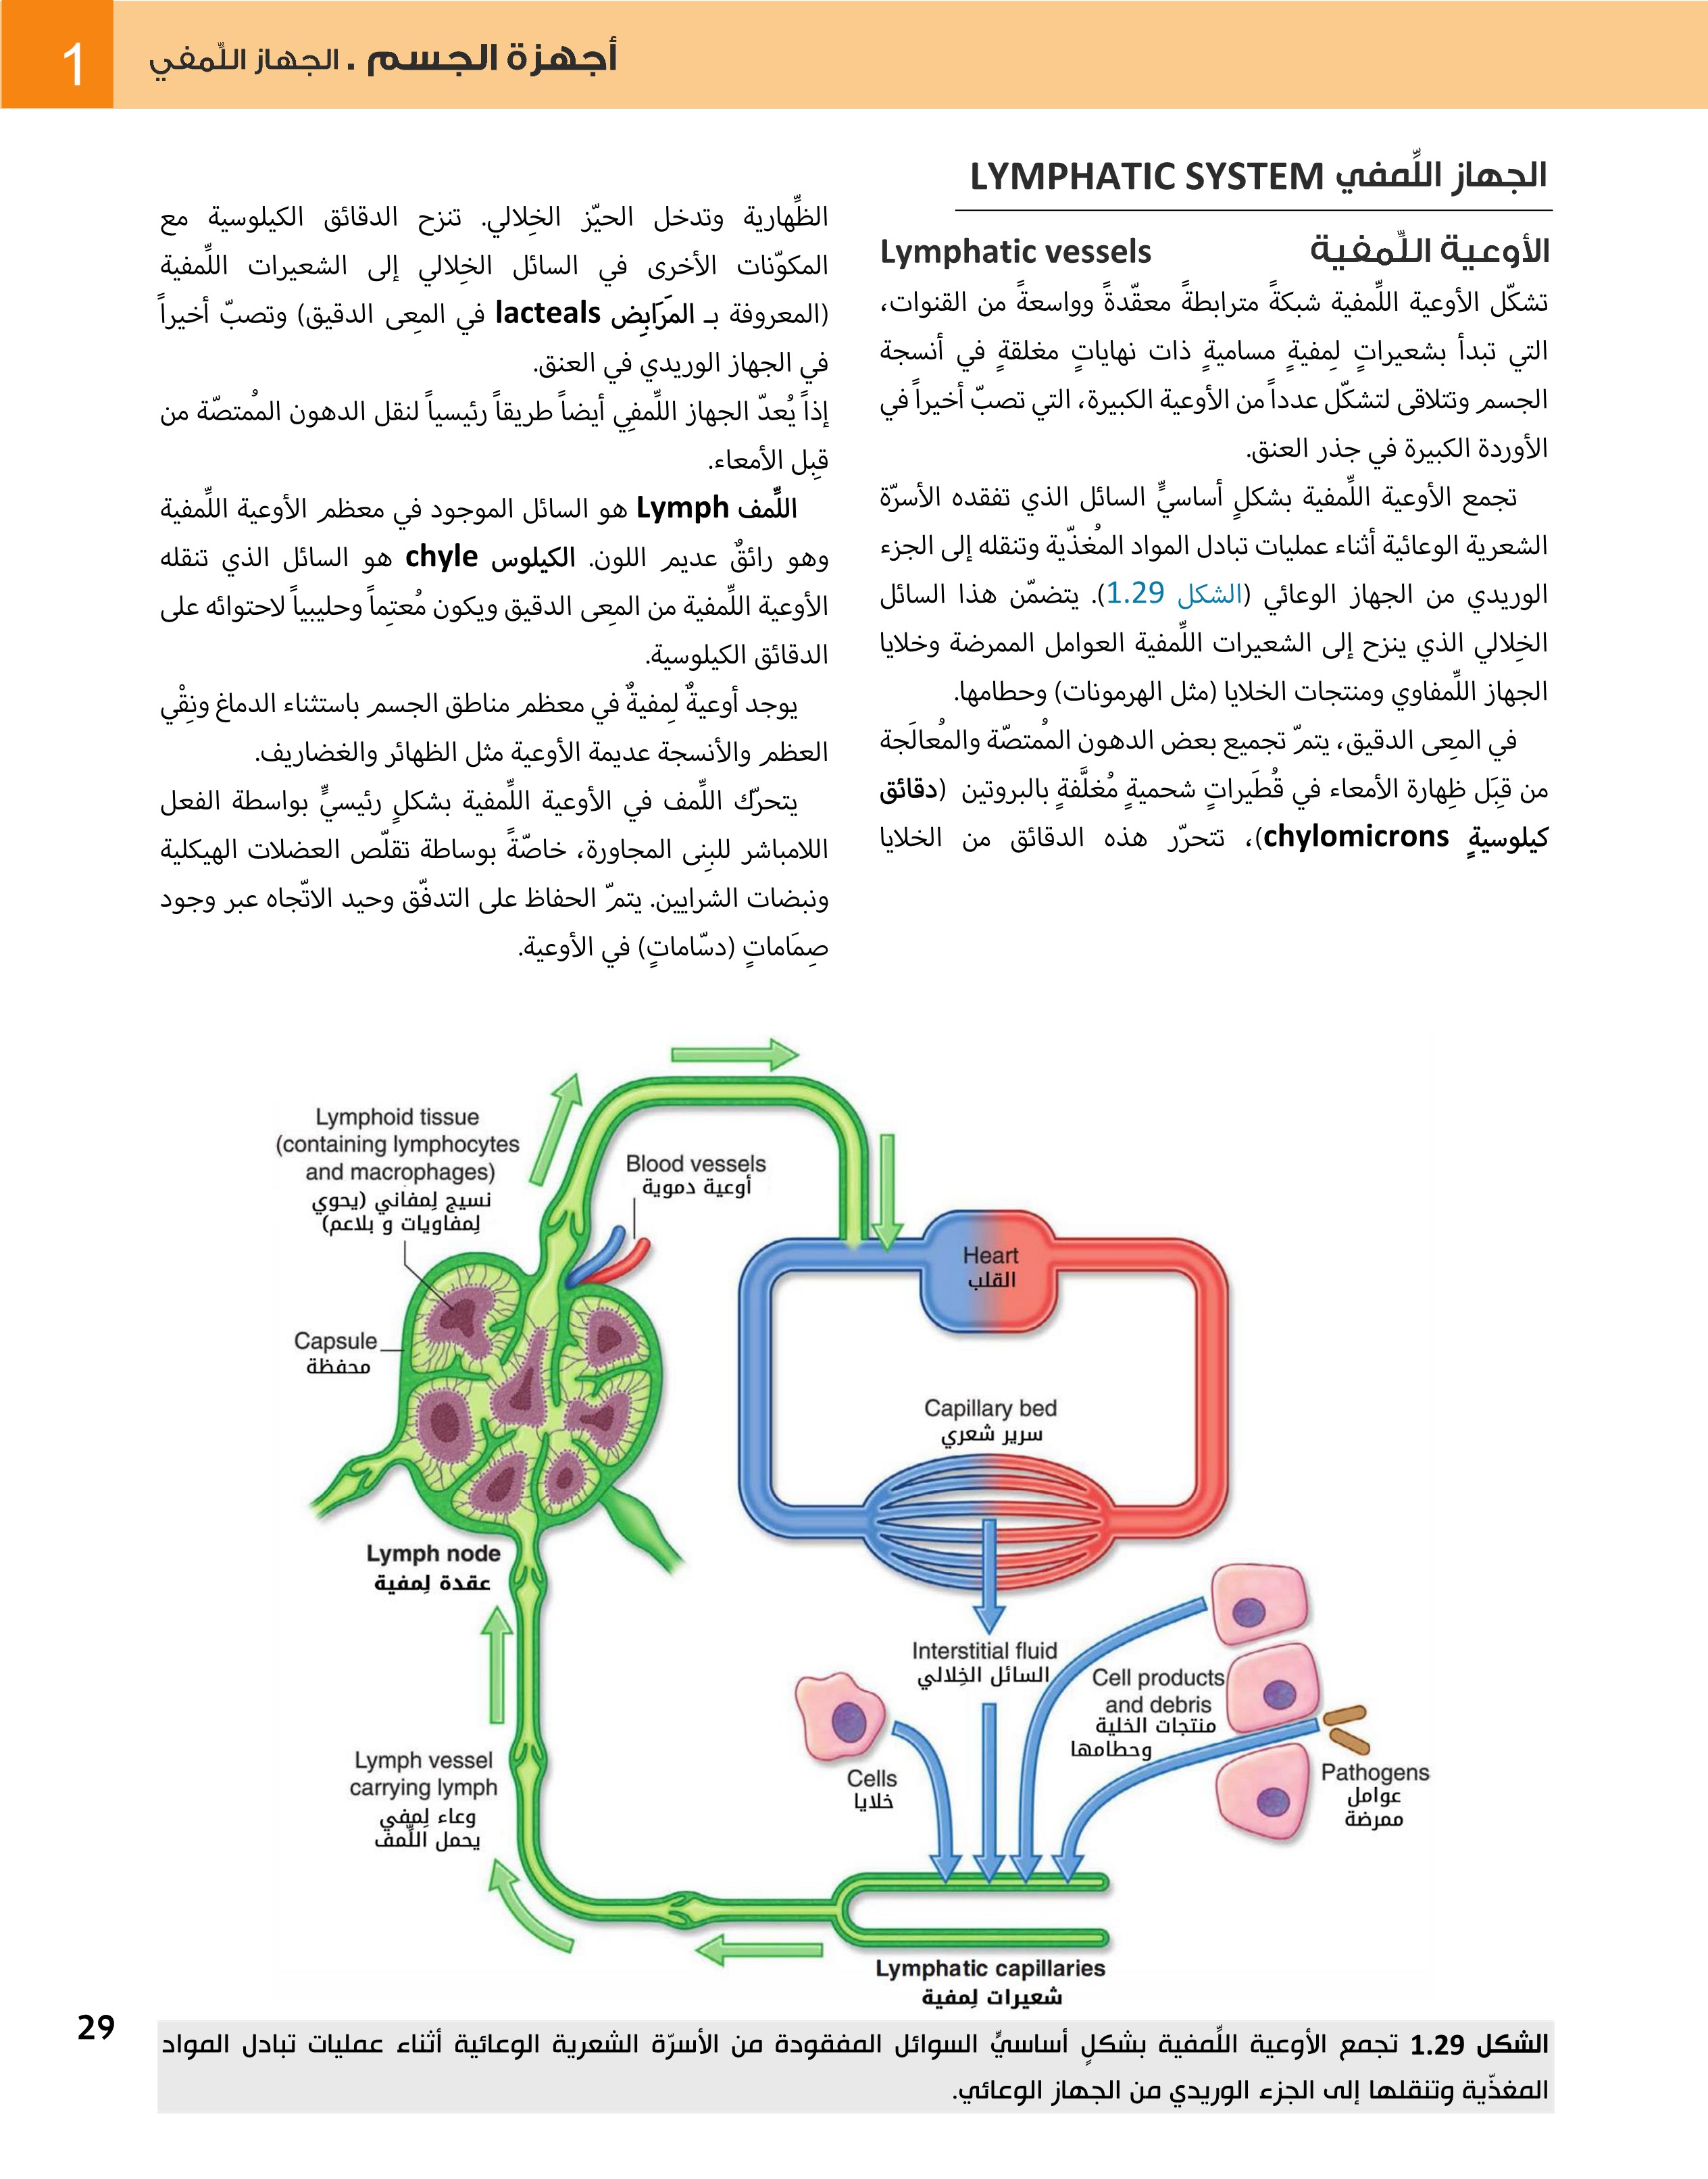 1
أجهزة الجسم . الجهاز اللِّمفي
الجهاز اللِّمفي LYMPHATIC SYSTEM
الأوعية اللِّمفية Lymphatic vessels
تشكّل الأوعية اللِّمفية شبكةً مترابطةً معقّدةً وواسعةً من القنوات،
التي تبدأ بشعيراتٍ لِمفيةٍ مساميةٍ ذات نهاياتٍ مغلقةٍ في أنسجة
الجسم وتتلاقى لتشكّل عدداً من الأوعية الكبيرة، التي تصبّ أخيراً في
الأوردة الكبيرة في جذر العنق.
تجمع الأوعية اللِّمفية بشكلٍ أساسيٍّ السائل الذي تفقده الأسرّة
الشعرية الوعائية أثناء عمليات تبادل المواد المُغذّية وتنقله إلى الجزء
الوريدي من الجهاز الوعائي (الشكل 1.29). يتضمّن هذا السائل
الخِلالي الذي ينزح إلى الشعيرات اللِّمفية العوامل الممرضة وخلايا
الجهاز اللِّمفاوي ومنتجات الخلايا (مثل الهرمونات) وحطامها.
في المِعى الدقيق، يتمّ تجميع بعض الدهون المُمتصّة والمُعالَجة
من قِبَل ظِهارة الأمعاء في قُطَيراتٍ شحميةٍ مُغلَّفةٍ بالبروتين (دقائق
كيلوسيةٍ chylomicrons)، تتحرّر هذه الدقائق من الخلايا
الظِّهارية وتدخل الحيّز الخِلالي. تنزح الدقائق الكيلوسية مع
المكوّنات الأخرى في السائل الخِلالي إلى الشعيرات اللِّمفية
(المعروفة بـ المَرَابِض lacteals في المِعى الدقيق) وتصبّ أخيراً
في الجهاز الوريدي في العنق.
إذاً يُعدّ الجهاز اللِّمفِي أيضاً طريقاً رئيسياً لنقل الدهون المُمتصّة من
قِبل الأمعاء.
اللِّمف Lymph هو السائل الموجود في معظم الأوعية اللِّمفية
وهو رائقٌ عديم اللون. الكيلوس chyle هو السائل الذي تنقله
الأوعية اللِّمفية من المِعى الدقيق ويكون مُعتِماً وحليبياً لاحتوائه على
الدقائق الكيلوسية.
يوجد أوعيةٌ لِمفيةٌ في معظم مناطق الجسم باستثناء الدماغ ونِقْي
العظم والأنسجة عديمة الأوعية مثل الظهائر والغضاريف.
يتحرّك اللِّمف في الأوعية اللِّمفية بشكلٍ رئيسيٍّ بواسطة الفعل
اللامباشر للبِنى المجاورة، خاصّةً بوساطة تقلّص العضلات الهيكلية
ونبضات الشرايين. يتمّ الحفاظ على التدفّق وحيد الاتّجاه عبر وجود
صِمَاماتٍ (دسّاماتٍ) في الأوعية.
Lymphoid tissue
(containing lymphocytes
and macrophages)
نسيج لِمفاني (يحوي
لِمفاويات و بلاعم)
Blood vessels
أوعية دموية
Heart
القلب
Capsule
محفظة
Capillary bed
سرير شعري
Lymph node
عقدة لِمفية
Interstitial fluid
السائل الخِلالي
Cell products
and debris
منتجات الخلية
وحطامها
Cells
خلايا
Pathogens
عوامل
ممرضة
Lymph vessel
carrying lymph
وعاء لِمفي
يحمل اللِّمف
Lymphatic capillaries
شعيرات لِمفية
الشكل 1.29 تجمع الأوعية اللِّمفية بشكلٍ أساسيٍّ السوائل المفقودة من الأسرّة الشعرية الوعائية أثناء عمليات تبادل المواد
المغذّية وتنقلها إلى الجزء الوريدي من الجهاز الوعائي.
29